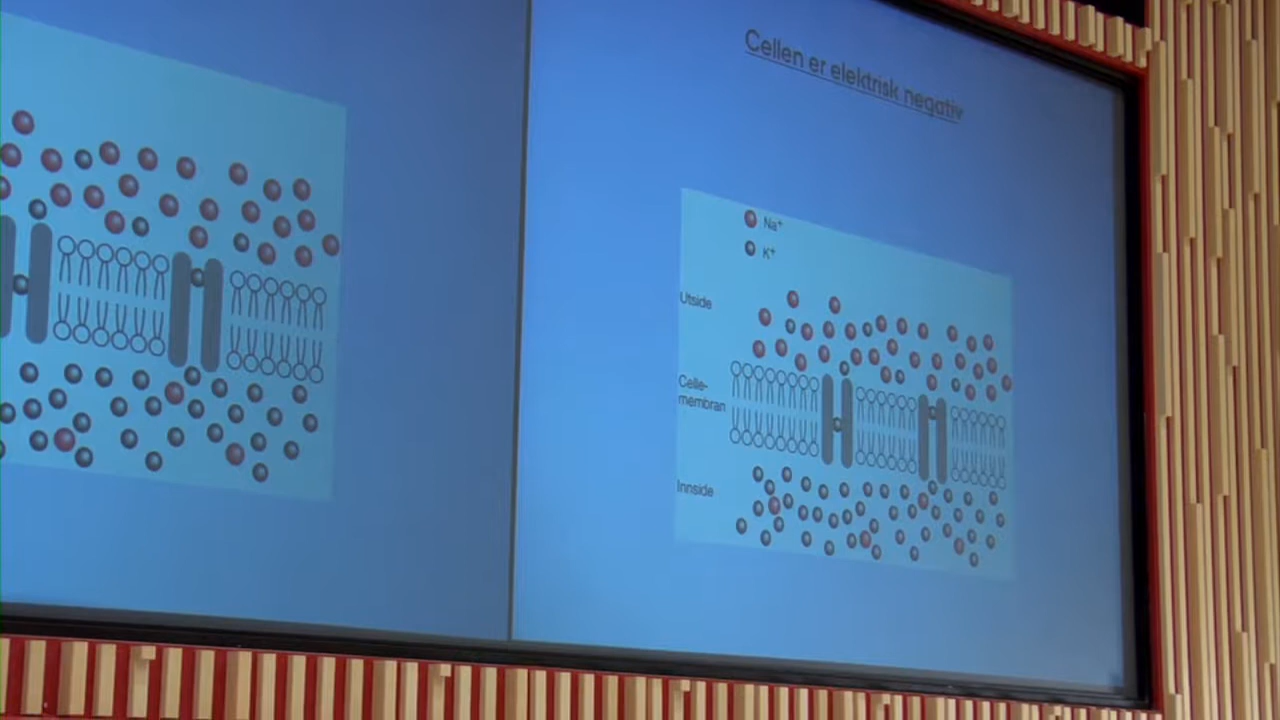 Cellen er elektrisk negativ
Na⁺
K⁺
Utside
Celle-
membran
Innside